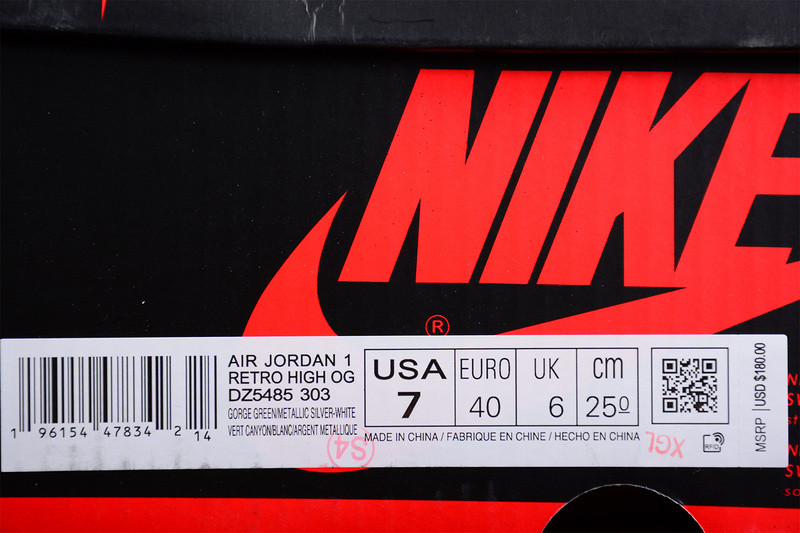 NIKE
®
AIR JORDAN 1
RETRO HIGH OG
DZ5485 303
GORGE GREEN/METALLIC SILVER-WHITE
VERT CANYON/BLANC/ARGENT METALLIQUE
1 96154 47834 2 14
USA
7
EURO
40
UK
6
cm
25 0
MADE IN CHINA / FABRIQUE EN CHINE / HECHO EN CHINA
S4
XGL
RFID
MSRP | USD $180.00